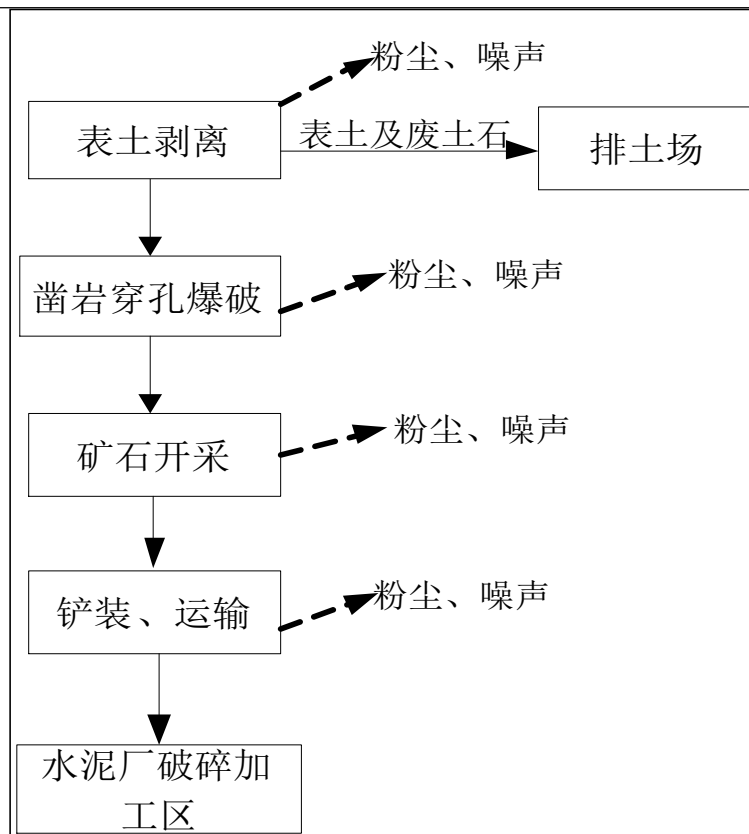 粉尘、噪声
表土剥离
表土及废土石
排土场
凿岩穿孔爆破
粉尘、噪声
矿石开采
粉尘、噪声
铲装、运输
粉尘、噪声
水泥厂破碎加
工区